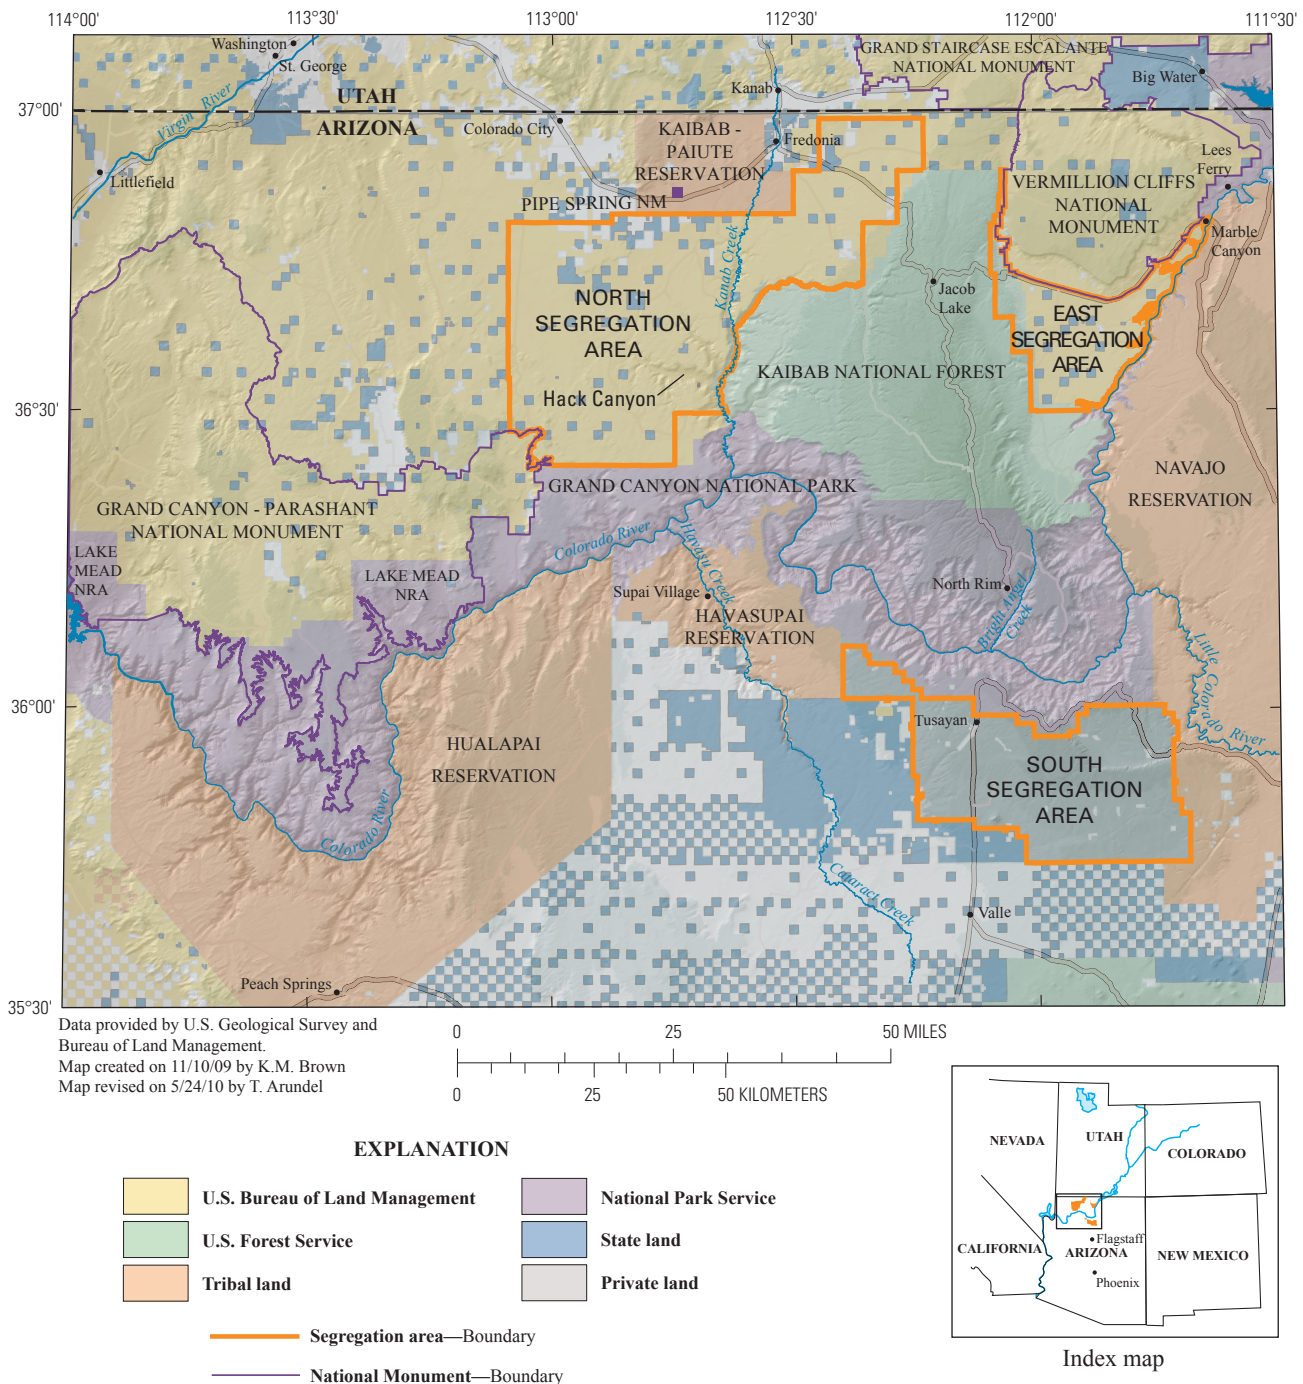 114°00'
113°30'
113°00'
112°30'
112°00'
111°30'
Washington
St. George
GRAND STAIRCASE ESCALANTE
NATIONAL MONUMENT
Big Water
Kanab
Virgin River
UTAH
37°00'
ARIZONA
Colorado City
KAIBAB -
PAIUTE
RESERVATION
Fredonia
Lees
Ferry
Littlefield
VERMILLION CLIFFS
NATIONAL
MONUMENT
PIPE SPRING NM
Marble
Canyon
Kanab Creek
NORTH
SEGREGATION
AREA
Jacob
Lake
EAST
SEGREGATION
AREA
KAIBAB NATIONAL FOREST
Hack Canyon
36°30'
NAVAJO
RESERVATION
GRAND CANYON NATIONAL PARK
GRAND CANYON - PARASHANT
NATIONAL MONUMENT
Colorado River
Havasu Creek
LAKE
MEAD
NRA
LAKE MEAD
NRA
North Rim
Supai Village
Bright Angel
Creek
HAVASUPAI
RESERVATION
Little
Colorado River
36°00'
Tusayan
HUALAPAI
RESERVATION
SOUTH
SEGREGATION
AREA
Colorado River
Cataract Creek
Valle
Peach Springs
35°30'
Data provided by U.S. Geological Survey and
Bureau of Land Management.
Map created on 11/10/09 by K.M. Brown
Map revised on 5/24/10 by T. Arundel
0 25 50 MILES
0 25 50 KILOMETERS
EXPLANATION
U.S. Bureau of Land Management
National Park Service
U.S. Forest Service
State land
Tribal land
Private land
Segregation area—Boundary
National Monument—Boundary
NEVADA
UTAH
COLORADO
CALIFORNIA
Flagstaff
ARIZONA
NEW MEXICO
Phoenix
Index map